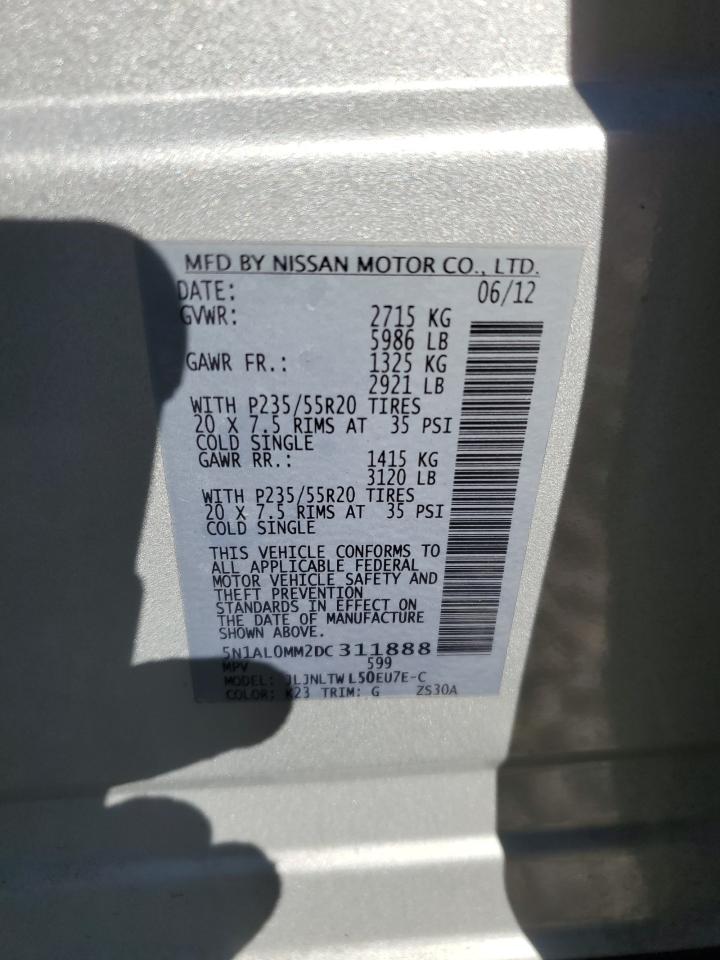 MFD BY NISSAN MOTOR CO., LTD.
DATE: 06/12
GVWR: 2715 KG
5986 LB
GAWR FR.: 1325 KG
2921 LB
WITH P235/55R20 TIRES
20 X 7.5 RIMS AT 35 PSI
COLD SINGLE
GAWR RR.: 1415 KG
3120 LB
WITH P235/55R20 TIRES
20 X 7.5 RIMS AT 35 PSI
COLD SINGLE
THIS VEHICLE CONFORMS TO
ALL APPLICABLE FEDERAL
MOTOR VEHICLE SAFETY AND
THEFT PREVENTION
STANDARDS IN EFFECT ON
THE DATE OF MANUFACTURE
SHOWN ABOVE.
5N1AL0MM2DC 311888
MPV 599
MODEL: JLJNLTWL50EU7E-C
COLOR: K23 TRIM: G ZS30A